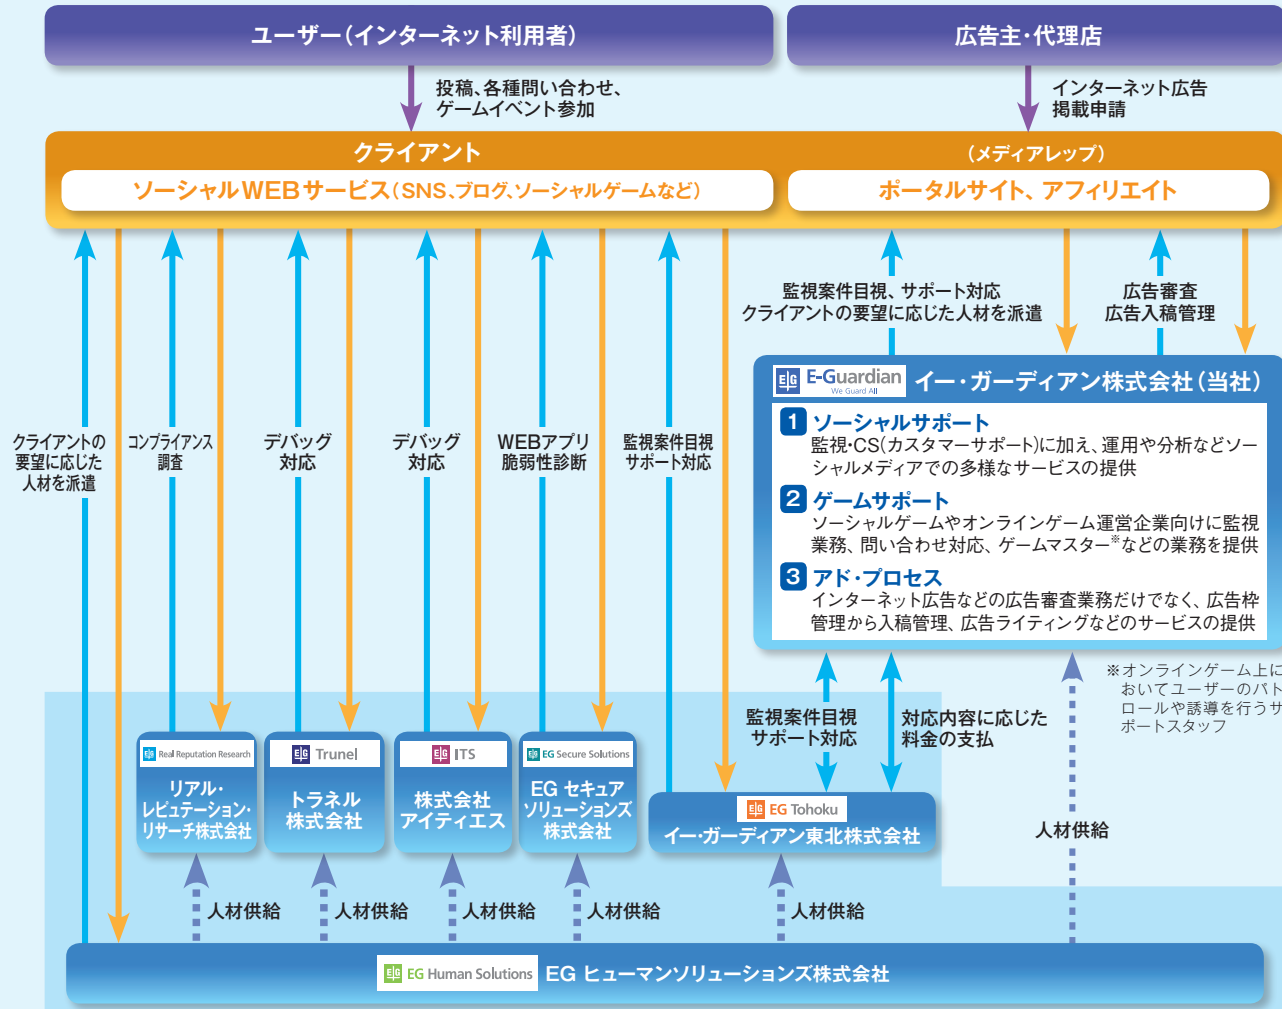 ユーザー（インターネット利用者）
広告主・代理店
投稿、各種問い合わせ、
ゲームイベント参加
インターネット広告
掲載申請
クライアント
（メディアレップ）
ソーシャルWEBサービス（SNS、ブログ、ソーシャルゲームなど）
ポータルサイト、アフィリエイト
監視案件目視、サポート対応
クライアントの要望に応じた人材を派遣
広告審査
広告入稿管理
クライアントの
要望に応じた
人材を派遣
コンプライアンス
調査
デバッグ
対応
デバッグ
対応
WEBアプリ
脆弱性診断
監視案件目視
サポート対応
EG E-Guardian
We Guard All
イー・ガーディアン株式会社（当社）
1 ソーシャルサポート
監視・CS（カスタマーサポート）に加え、運用や分析などソー
シャルメディアでの多様なサービスの提供
2 ゲームサポート
ソーシャルゲームやオンラインゲーム運営企業向けに監視
業務、問い合わせ対応、ゲームマスター※などの業務を提供
3 アド・プロセス
インターネット広告などの広告審査業務だけでなく、広告枠
管理から入稿管理、広告ライティングなどのサービスの提供
※オンラインゲーム上に
おいてユーザーのパト
ロールや誘導を行うサ
ポートスタッフ
監視案件目視
サポート対応
対応内容に応じた
料金の支払
EG Real Reputation Research
リアル・
レピュテーション・
リサーチ株式会社
EG Trunel
トラネル
株式会社
EG ITS
株式会社
アイティエス
EG EG Secure Solutions
EG セキュア
ソリューションズ
株式会社
EG EG Tohoku
イー・ガーディアン東北株式会社
人材供給
人材供給
人材供給
人材供給
人材供給
人材供給
EG EG Human Solutions
EG ヒューマンソリューションズ株式会社